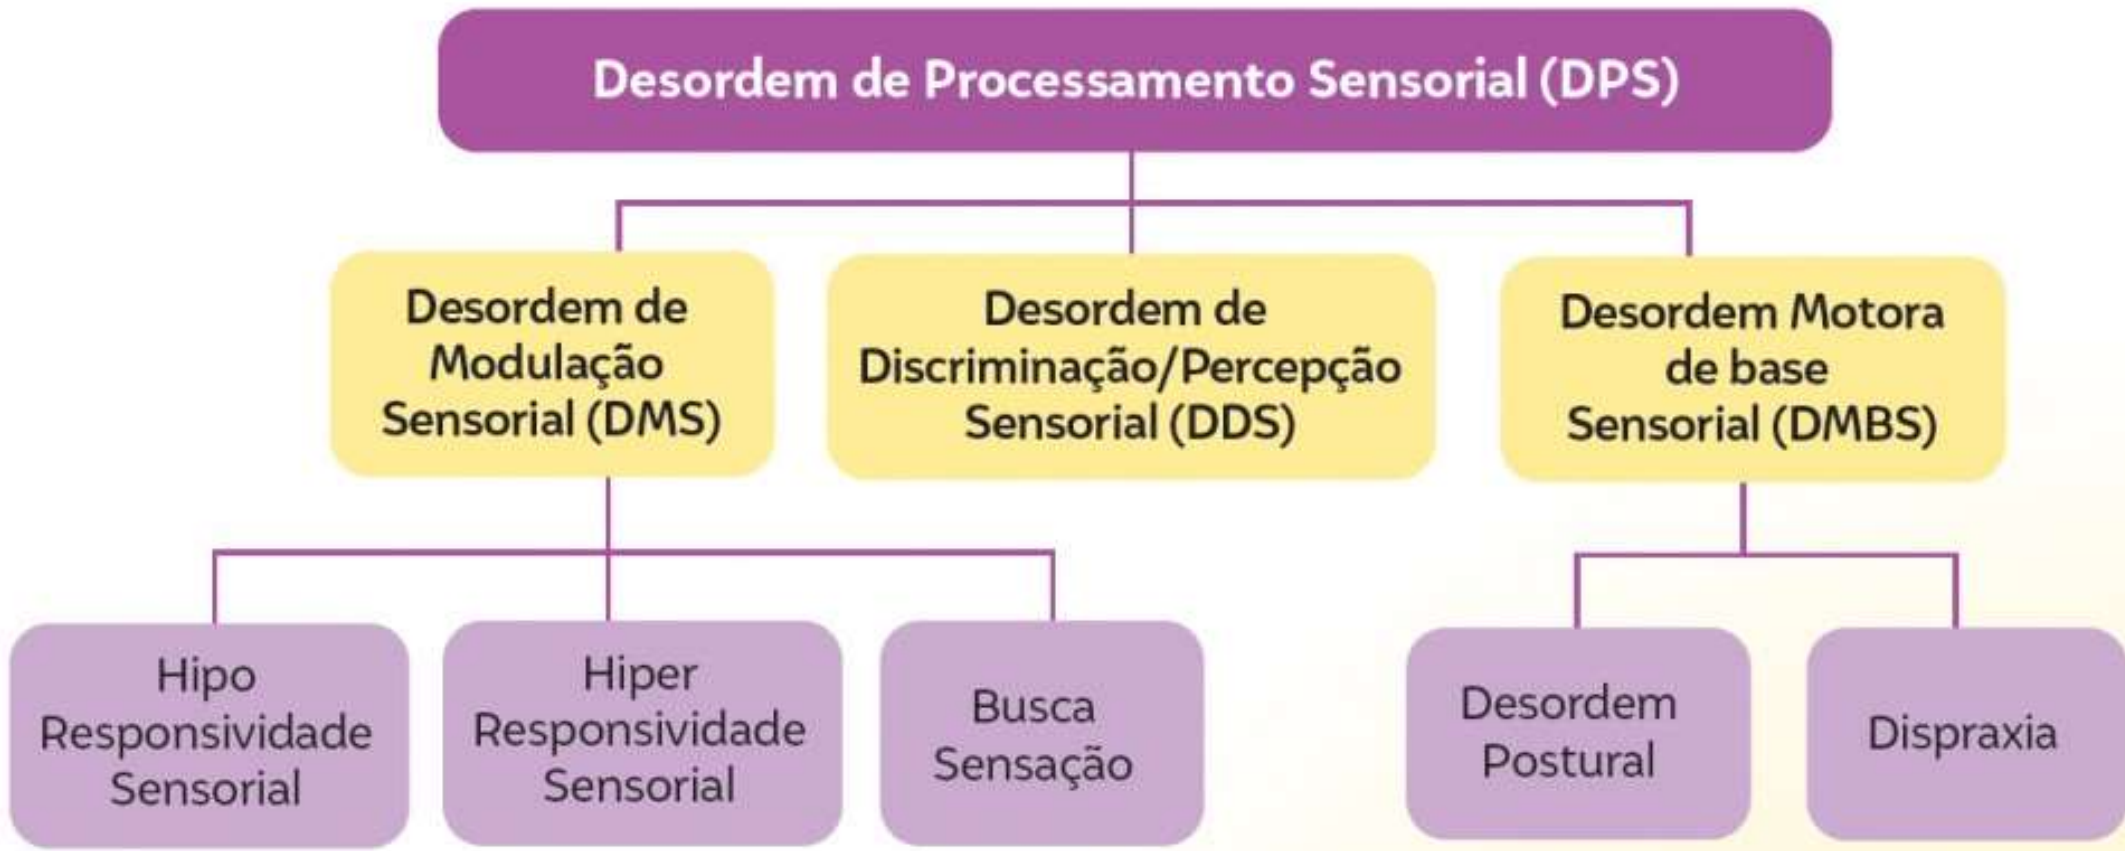 Desordem de Processamento Sensorial (DPS)
Desordem de
Modulação
Sensorial (DMS)
Desordem de
Discriminação/Percepção
Sensorial (DDS)
Desordem Motora
de base
Sensorial (DMBS)
Hipo
Responsividade
Sensorial
Hiper
Responsividade
Sensorial
Busca
Sensação
Desordem
Postural
Dispraxia